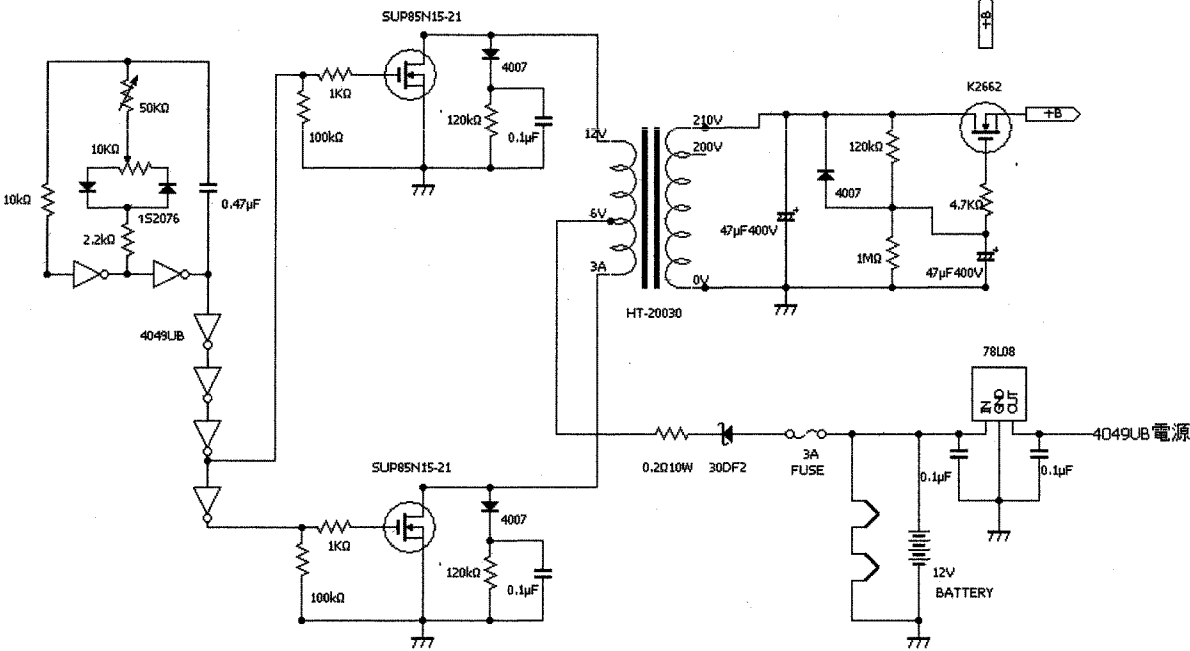 SUP85N15-21
+B
4007
K2662
1KΩ
50KΩ
100kΩ
120kΩ
0.1µF
12V
210V
200V
+B
120kΩ
10KΩ
10kΩ
1S2076
0.47µF
4007
4.7KΩ
6V
47µF400V
2.2kΩ
1MΩ
3A
0V
47µF400V
HT-20030
4049UB
78L08
IN
GND
OUT
4049UB電源
0.2Ω10W
30DF2
3A
FUSE
0.1µF
0.1µF
SUP85N15-21
4007
1KΩ
120kΩ
0.1µF
100kΩ
12V
BATTERY